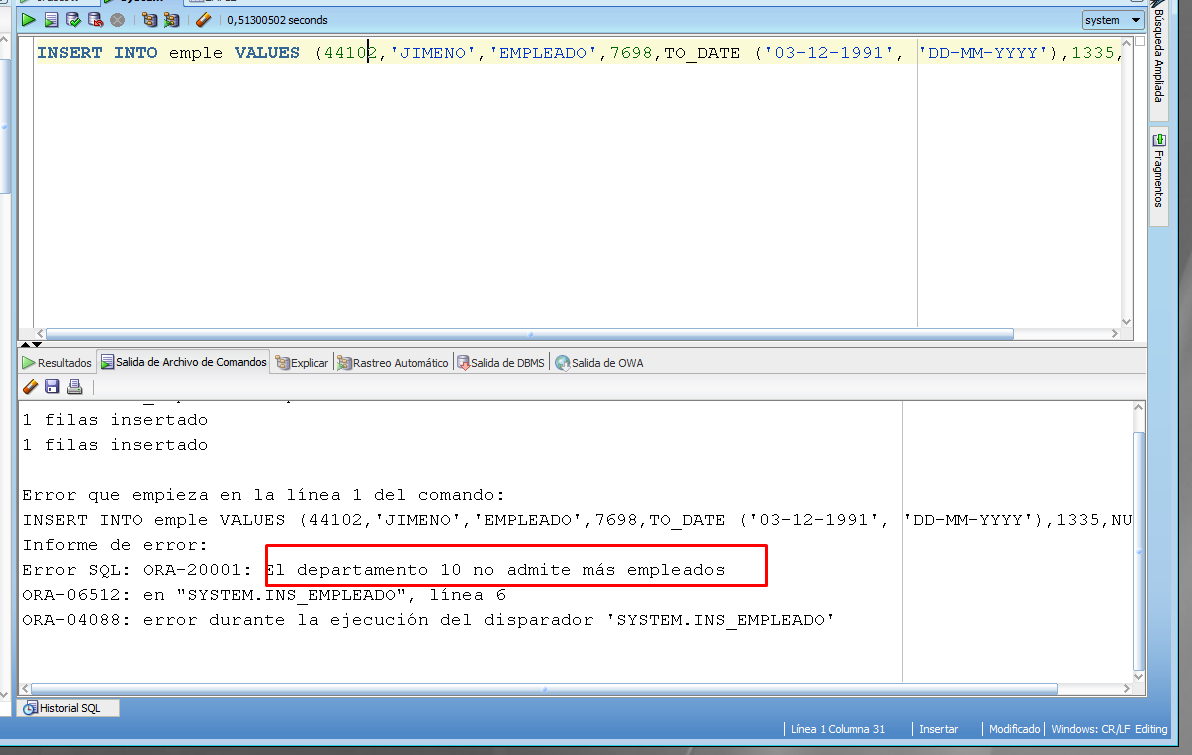 0,51300502 seconds
system
INSERT INTO emple VALUES (44102,'JIMENO','EMPLEADO',7698,TO_DATE ('03-12-1991', 'DD-MM-YYYY'),1335,
Búsqueda Ampliada
Fragmentos
Resultados Salida de Archivo de Comandos Explicar Rastreo Automático Salida de DBMS Salida de OWA
1 filas insertado
1 filas insertado
Error que empieza en la línea 1 del comando:
INSERT INTO emple VALUES (44102,'JIMENO','EMPLEADO',7698,TO_DATE ('03-12-1991', 'DD-MM-YYYY'),1335,NU
Informe de error:
Error SQL: ORA-20001: El departamento 10 no admite más empleados
ORA-06512: en "SYSTEM.INS_EMPLEADO", línea 6
ORA-04088: error durante la ejecución del disparador 'SYSTEM.INS_EMPLEADO'
Historial SQL
Línea 1 Columna 31 Insertar Modificado Windows: CR/LF Editing